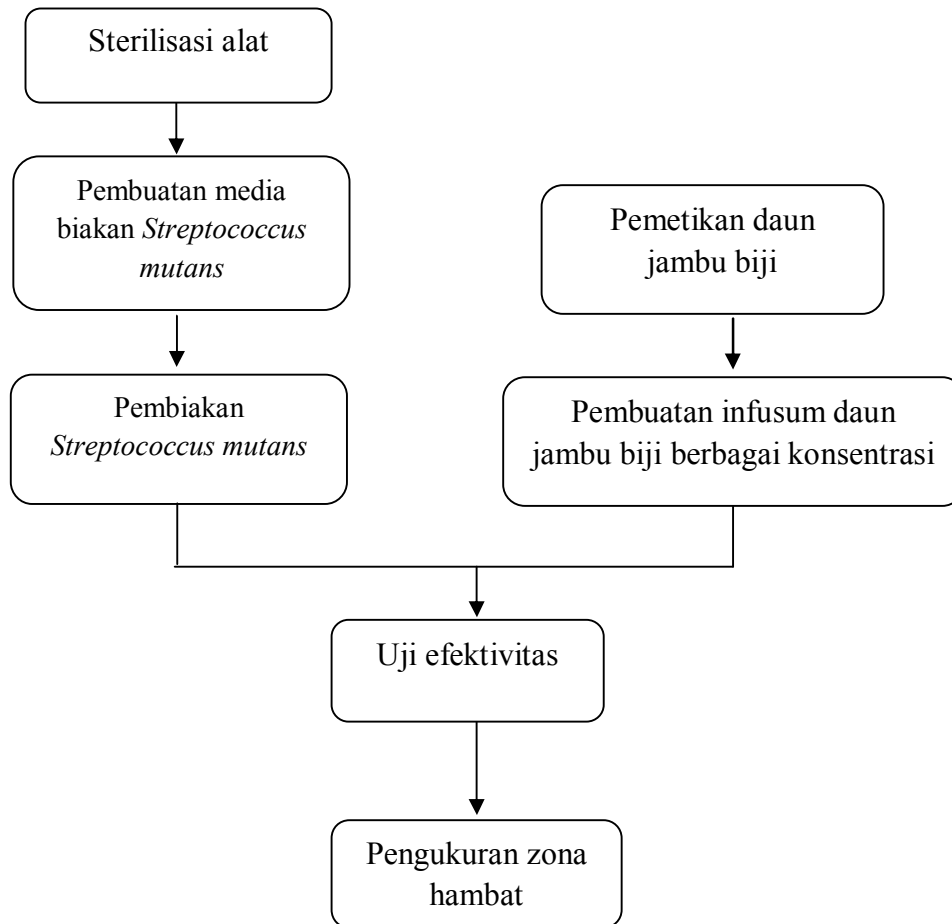 Sterilisasi alat
Pembuatan media
biakan Streptococcus
mutans
Pembiakan
Streptococcus mutans
Pemetikan daun
jambu biji
Pembuatan infusum daun
jambu biji berbagai konsentrasi
Uji efektivitas
Pengukuran zona
hambat